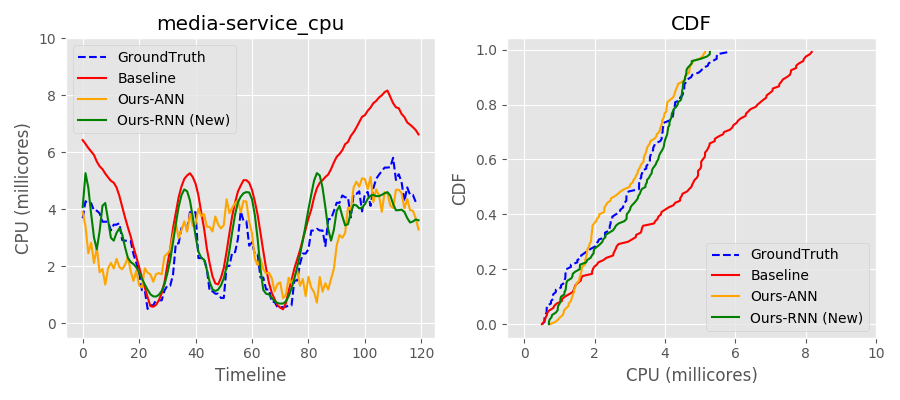 media-service_cpu
CPU (millicores)
10
8
6
4
2
0
GroundTruth
Baseline
Ours-ANN
Ours-RNN (New)
0 20 40 60 80 100 120
Timeline
CDF
CDF
1.0
0.8
0.6
0.4
0.2
0.0
GroundTruth
Baseline
Ours-ANN
Ours-RNN (New)
0 2 4 6 8 10
CPU (millicores)